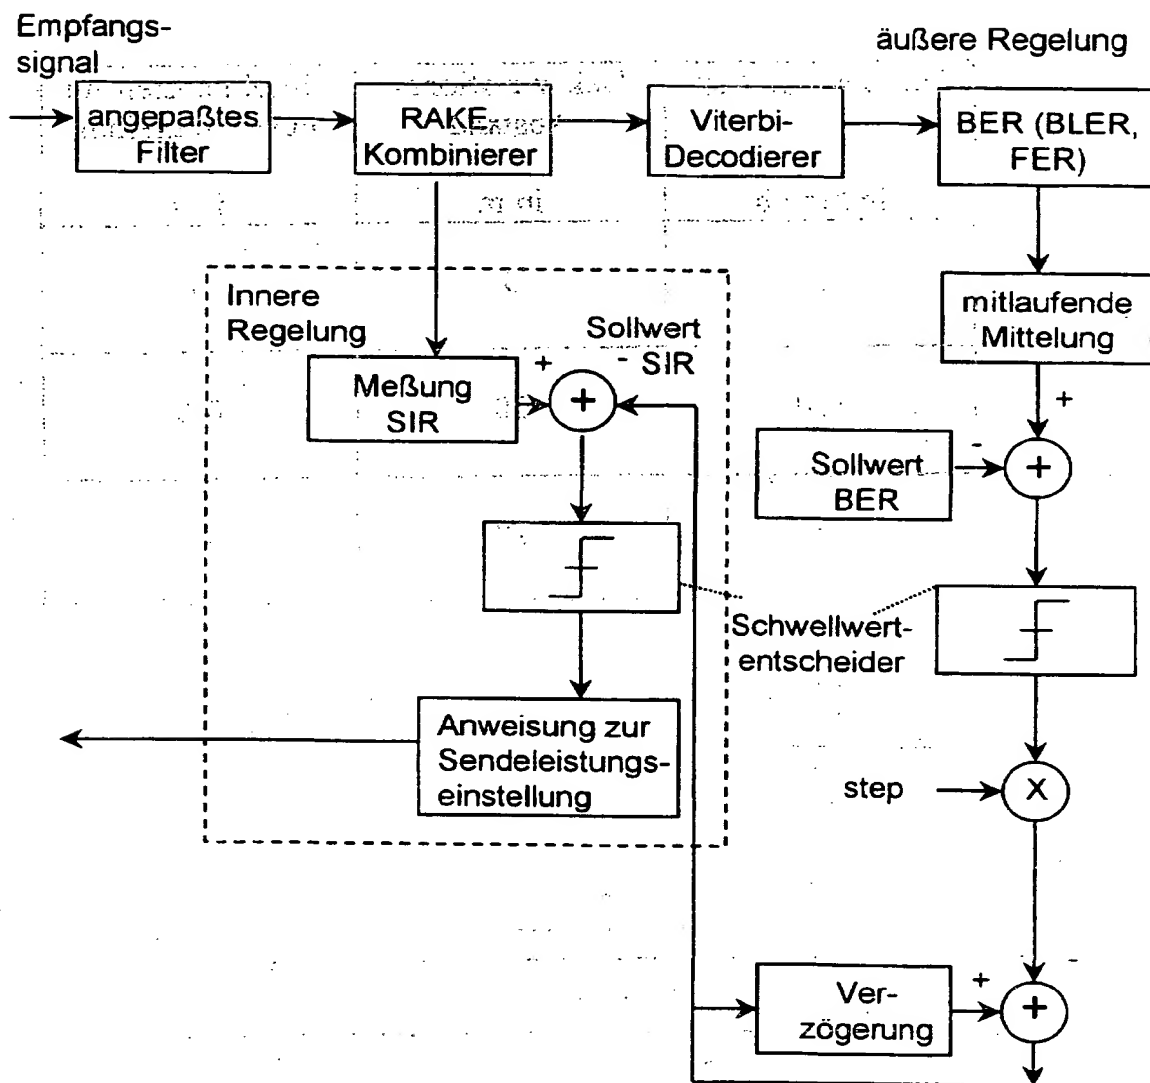 Empfangs-
signal
äußere Regelung
angepaßtes
Filter
RAKE
Kombinierer
Viterbi-
Decodierer
BER (BLER,
FER)
Innere
Regelung
mitlaufende
Mittelung
Sollwert
SIR
+
-
Meßung
SIR
+
+
-
Sollwert
BER
+
Schwellwert-
entscheider
Anweisung zur
Sendeleistungs-
einstellung
step
X
-
+
Ver-
zögerung
+